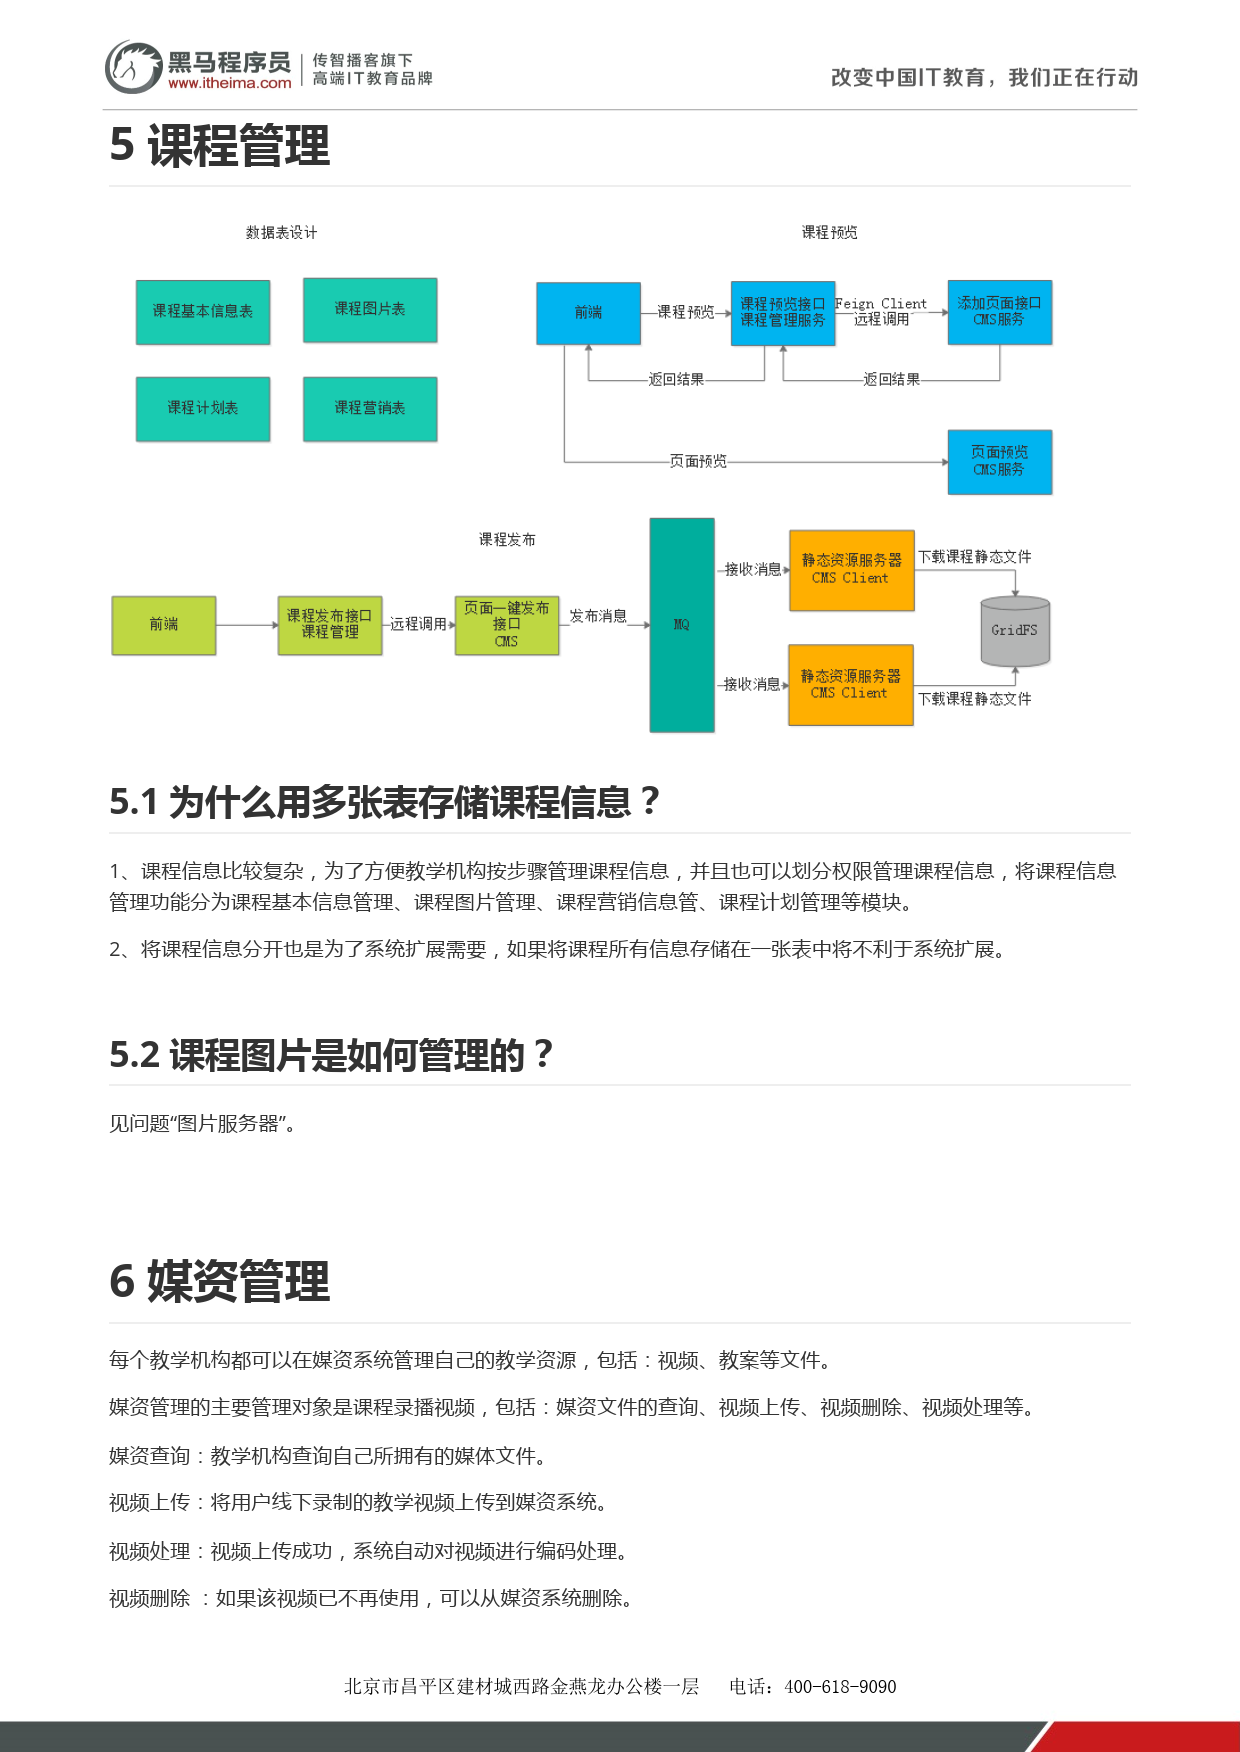 黑马程序员
www.itheima.com
传智播客旗下
高端IT教育品牌
改变中国IT教育，我们正在行动
5 课程管理
数据表设计
课程预览
课程基本信息表
课程图片表
课程计划表
课程营销表
前端
课程预览
课程预览接口
课程管理服务
Feign Client
远程调用
添加页面接口
CMS服务
返回结果
返回结果
页面预览
页面预览
CMS服务
课程发布
前端
课程发布接口
课程管理
远程调用
页面一键发布
接口
CMS
发布消息
MQ
接收消息
静态资源服务器
CMS Client
下载课程静态文件
GridFS
接收消息
静态资源服务器
CMS Client
下载课程静态文件
5.1 为什么用多张表存储课程信息？
1、课程信息比较复杂，为了方便教学机构按步骤管理课程信息，并且也可以划分权限管理课程信息，将课程信息
管理功能分为课程基本信息管理、课程图片管理、课程营销信息管、课程计划管理等模块。
2、将课程信息分开也是为了系统扩展需要，如果将课程所有信息存储在一张表中将不利于系统扩展。
5.2 课程图片是如何管理的？
见问题“图片服务器”。
6 媒资管理
每个教学机构都可以在媒资系统管理自己的教学资源，包括：视频、教案等文件。
媒资管理的主要管理对象是课程录播视频，包括：媒资文件的查询、视频上传、视频删除、视频处理等。
媒资查询：教学机构查询自己所拥有的媒体文件。
视频上传：将用户线下录制的教学视频上传到媒资系统。
视频处理：视频上传成功，系统自动对视频进行编码处理。
视频删除 ：如果该视频已不再使用，可以从媒资系统删除。
北京市昌平区建材城西路金燕龙办公楼一层 电话：400-618-9090